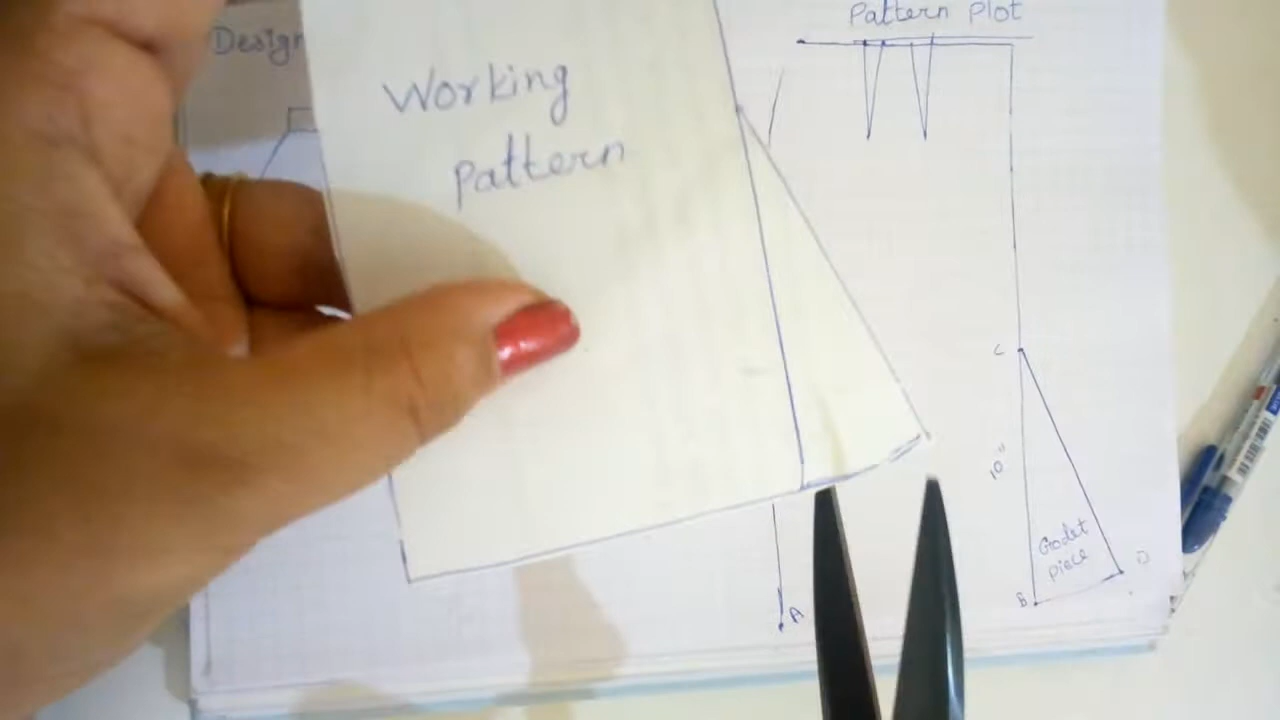 Design
Working
pattern
Pattern Plot
C
10"
Godet
piece
B
D
A